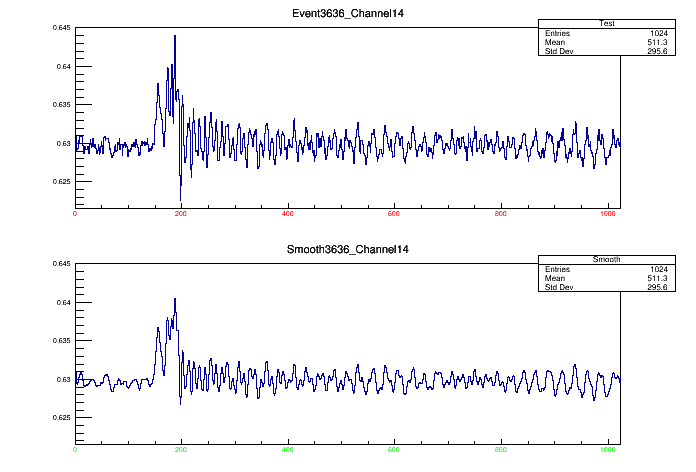 Event3636_Channel14
Test
Entries 1024
Mean 511.3
Std Dev 295.6
0.645
0.64
0.635
0.63
0.625
0 200 400 600 800 1000
Smooth3636_Channel14
Smooth
Entries 1024
Mean 511.3
Std Dev 295.6
0.645
0.64
0.635
0.63
0.625
0 200 400 600 800 1000